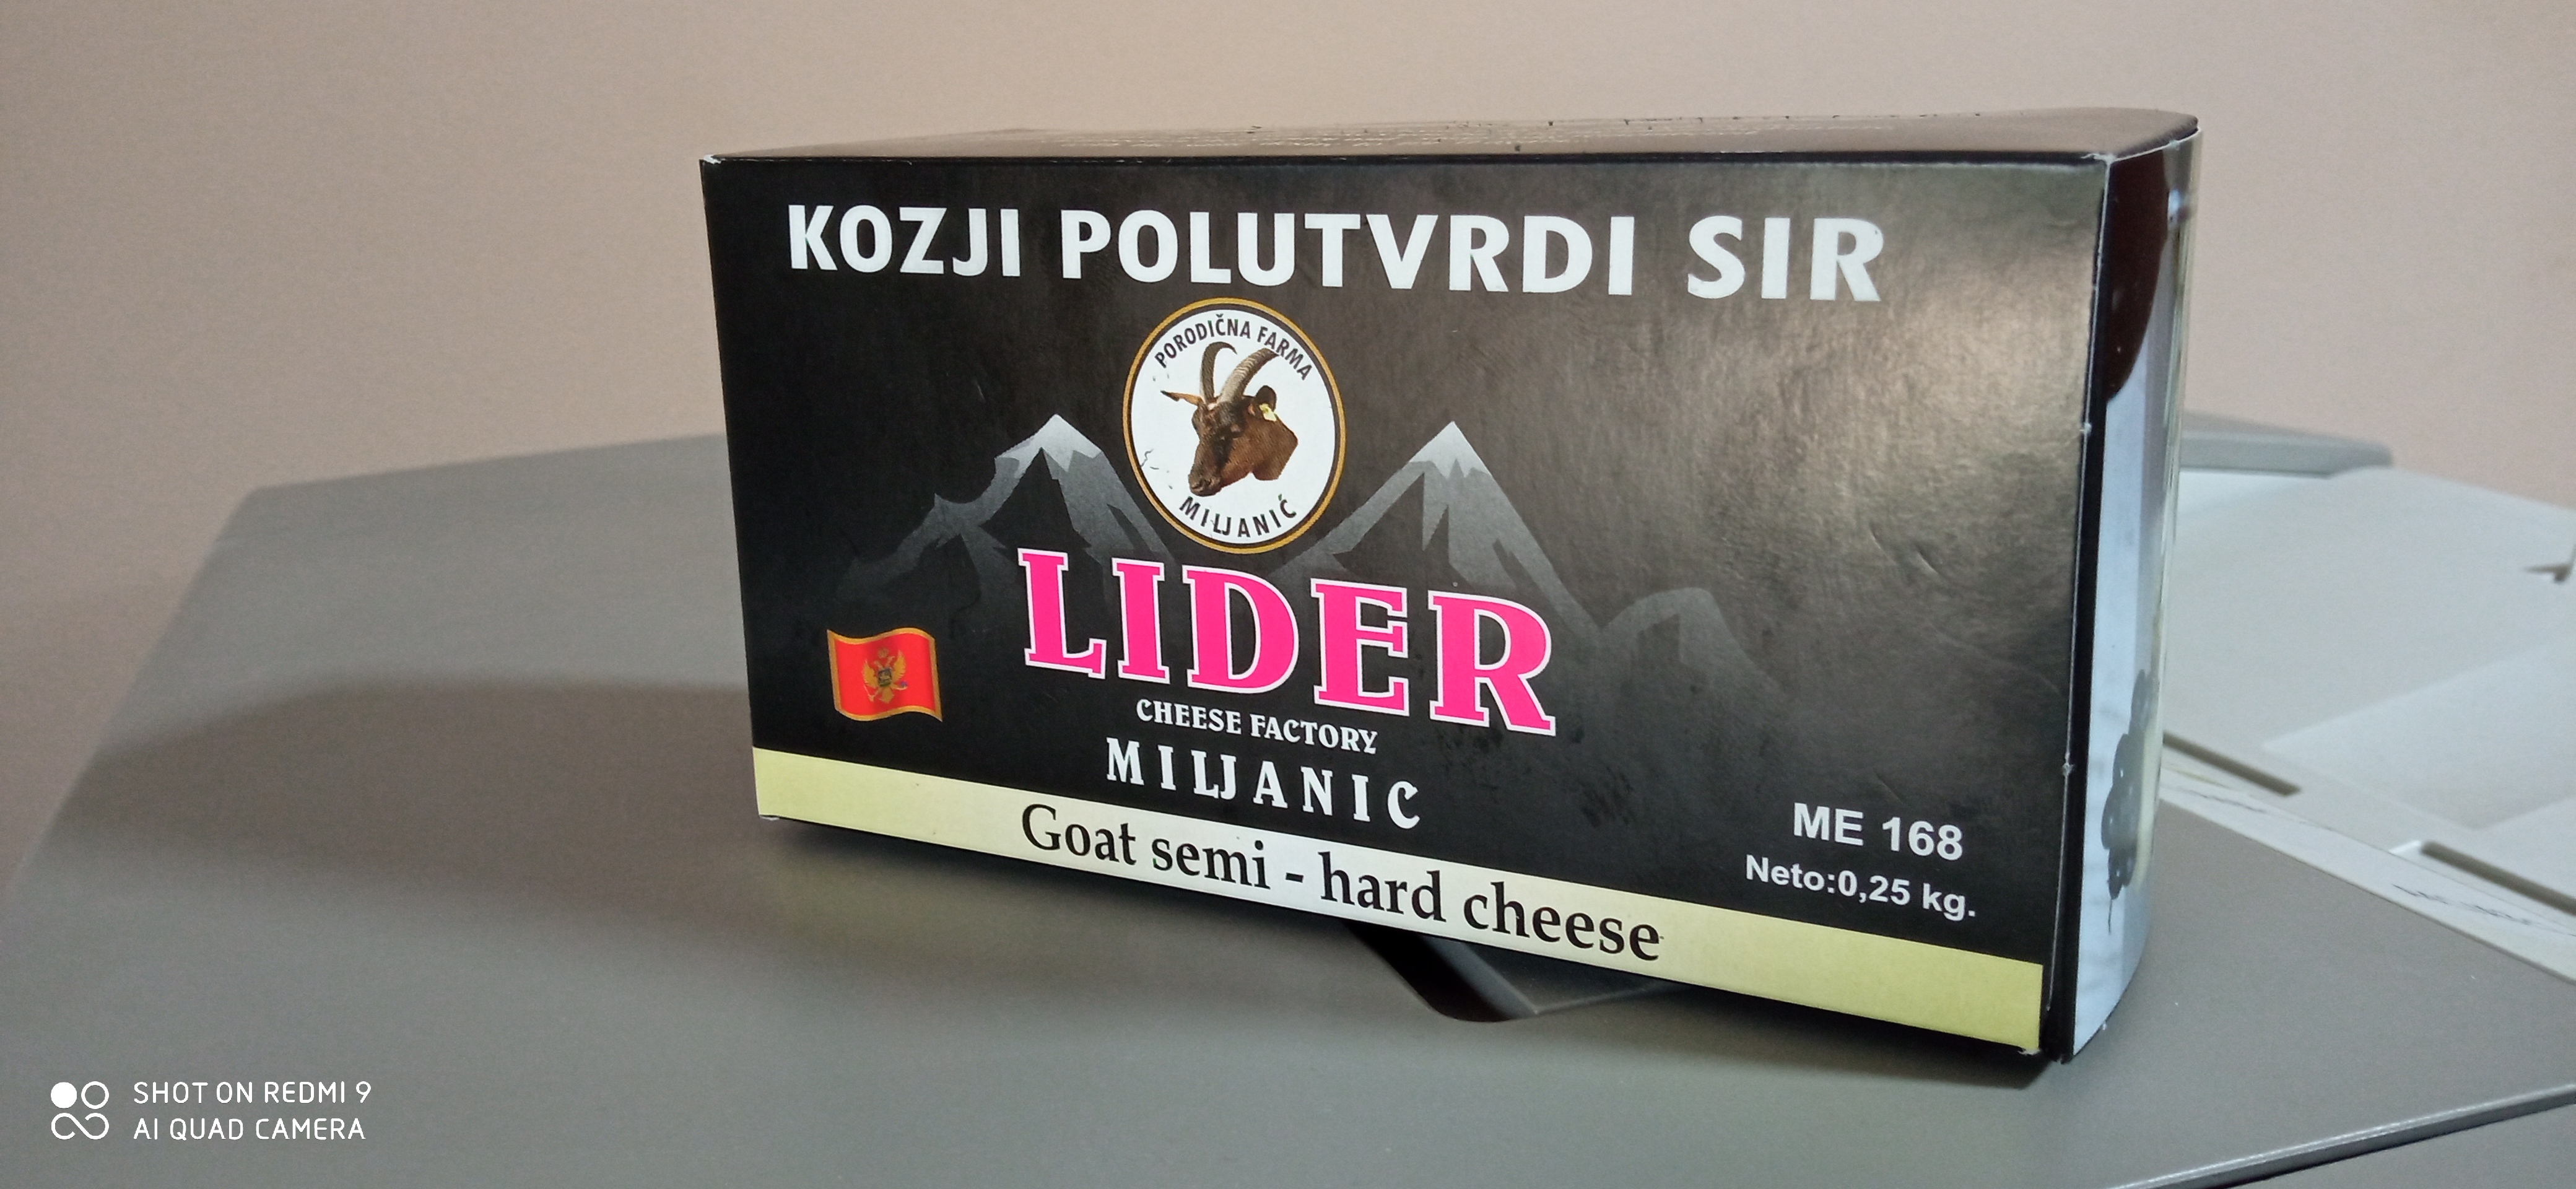 KOZJI POLUTVRDI SIR
PORODIČNA FARMA
MILJANIĆ
LIDER
CHEESE FACTORY
MILJANIC
Goat semi - hard cheese
ME 168
Neto:0,25 kg.
SHOT ON REDMI 9
AI QUAD CAMERA